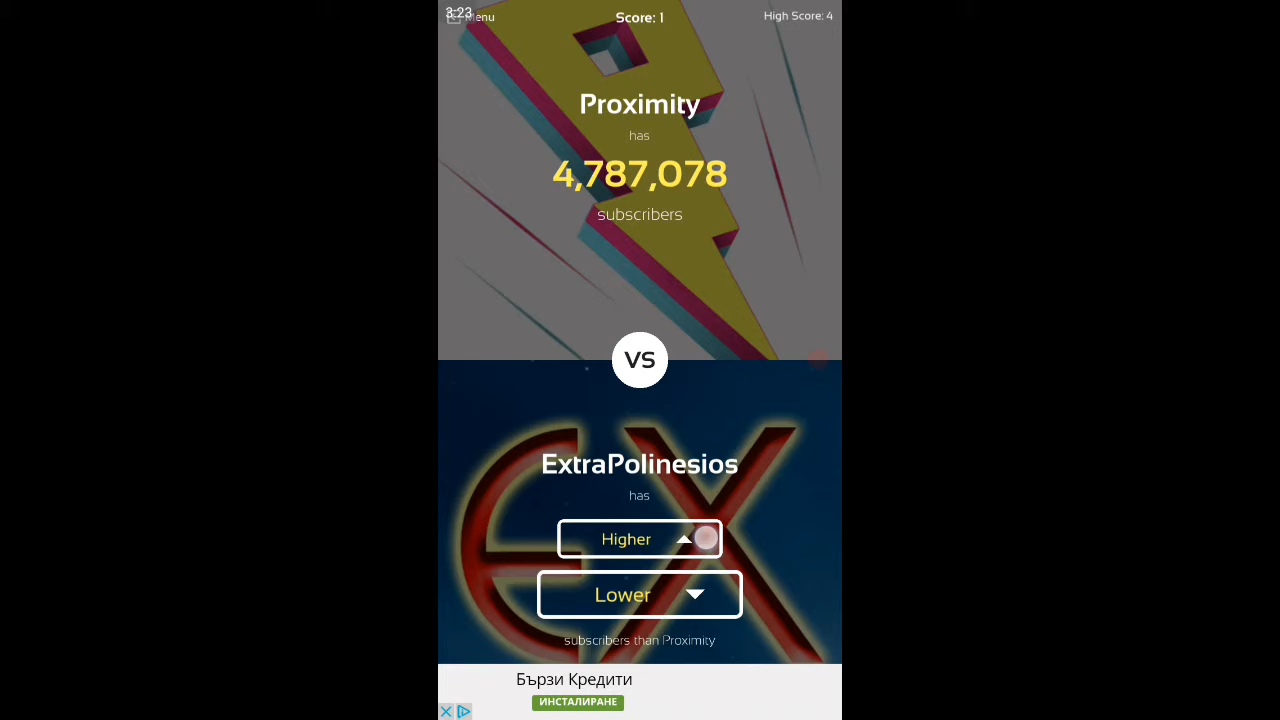 3:23
Menu
Score: 1
High Score: 4
Proximity
has
4,787,078
subscribers
VS
ExtraPolinesios
has
Higher
Lower
subscribers than Proximity
Бързи Кредити
ИНСТАЛИРАНЕ